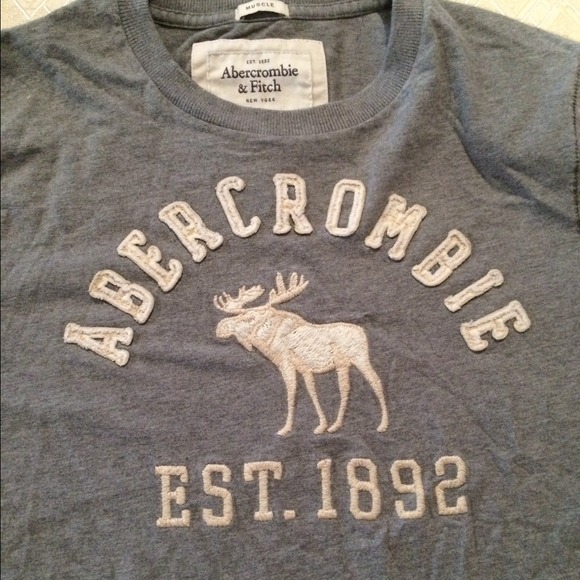 MUSCLE
EST. 1892
Abercrombie
& Fitch
NEW YORK
ABERCROMBIE
EST. 1892